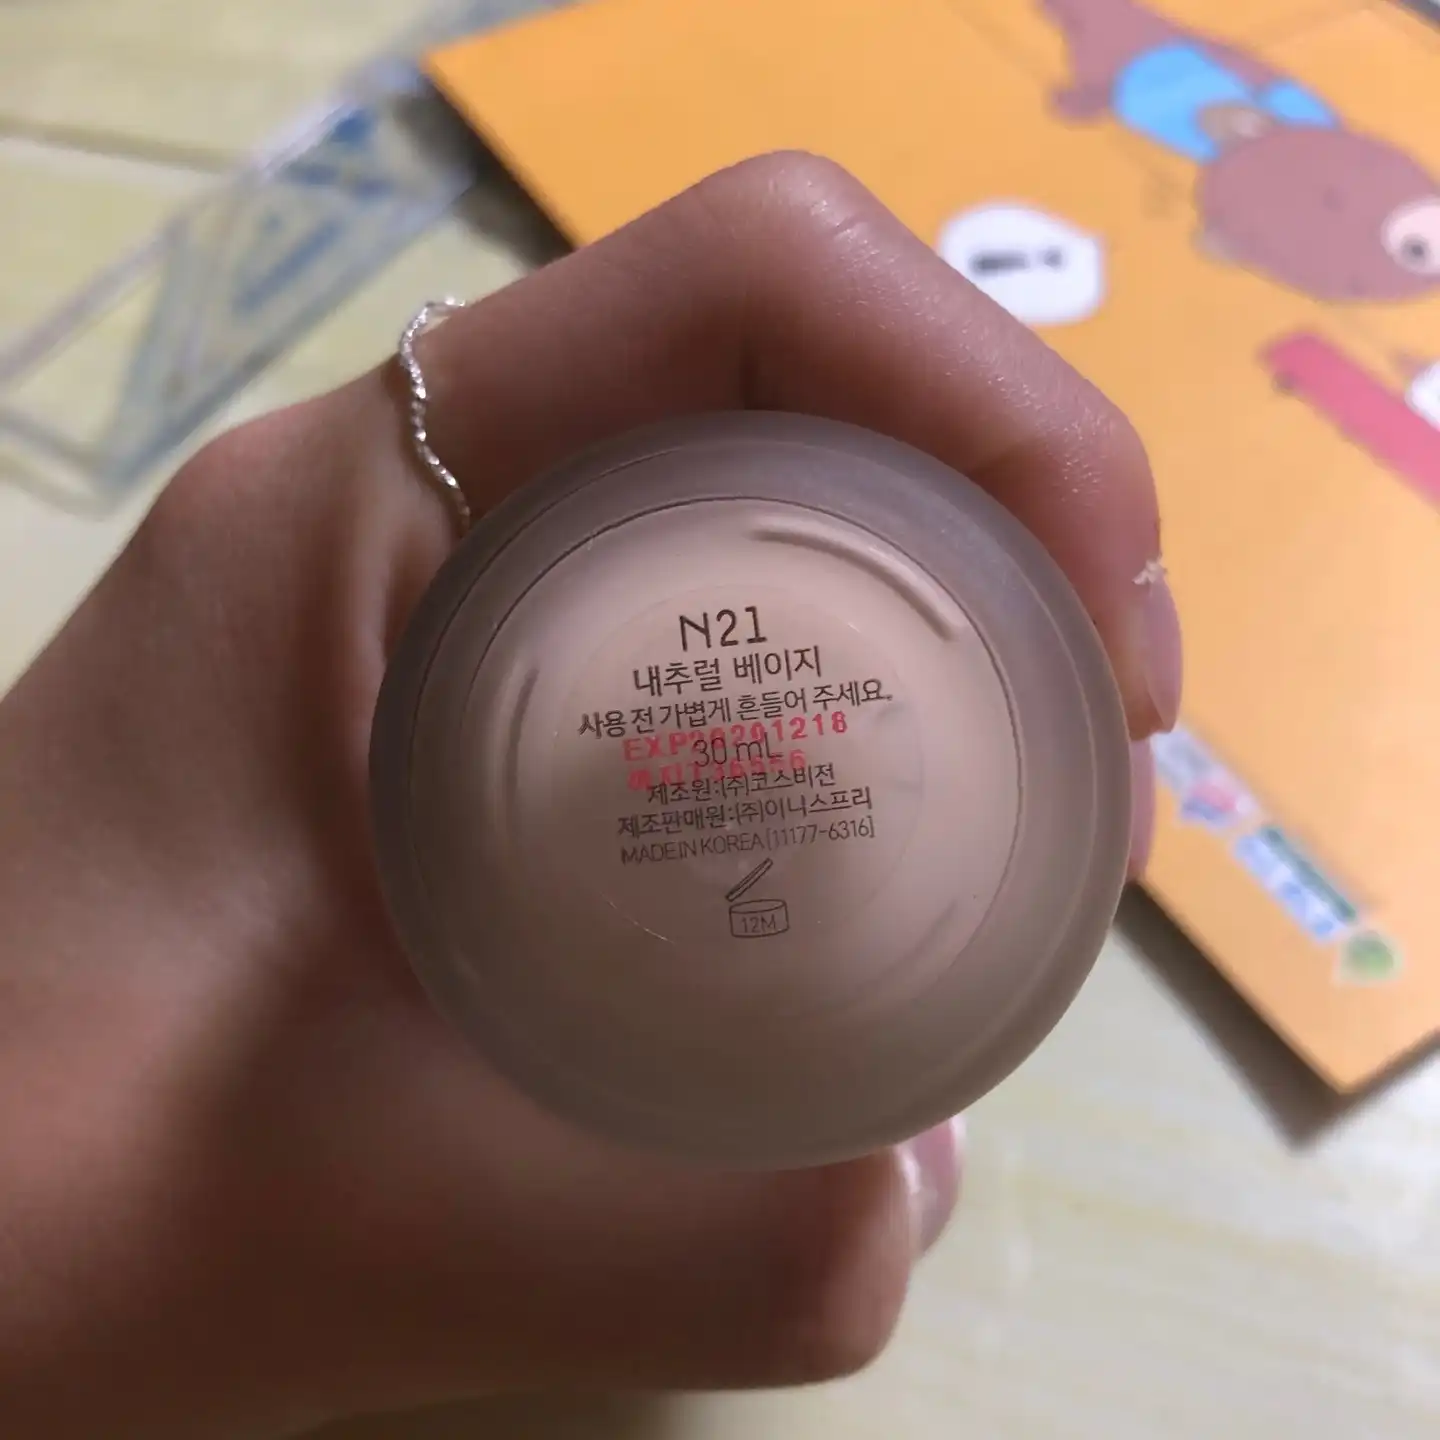 N21
내추럴 베이지
사용 전 가볍게 흔들어 주세요.
EXP20201218
30 mL
제조원:(주)코스비전
제조판매원:(주)이니스프리
MADE IN KOREA [11177-6316]
12M